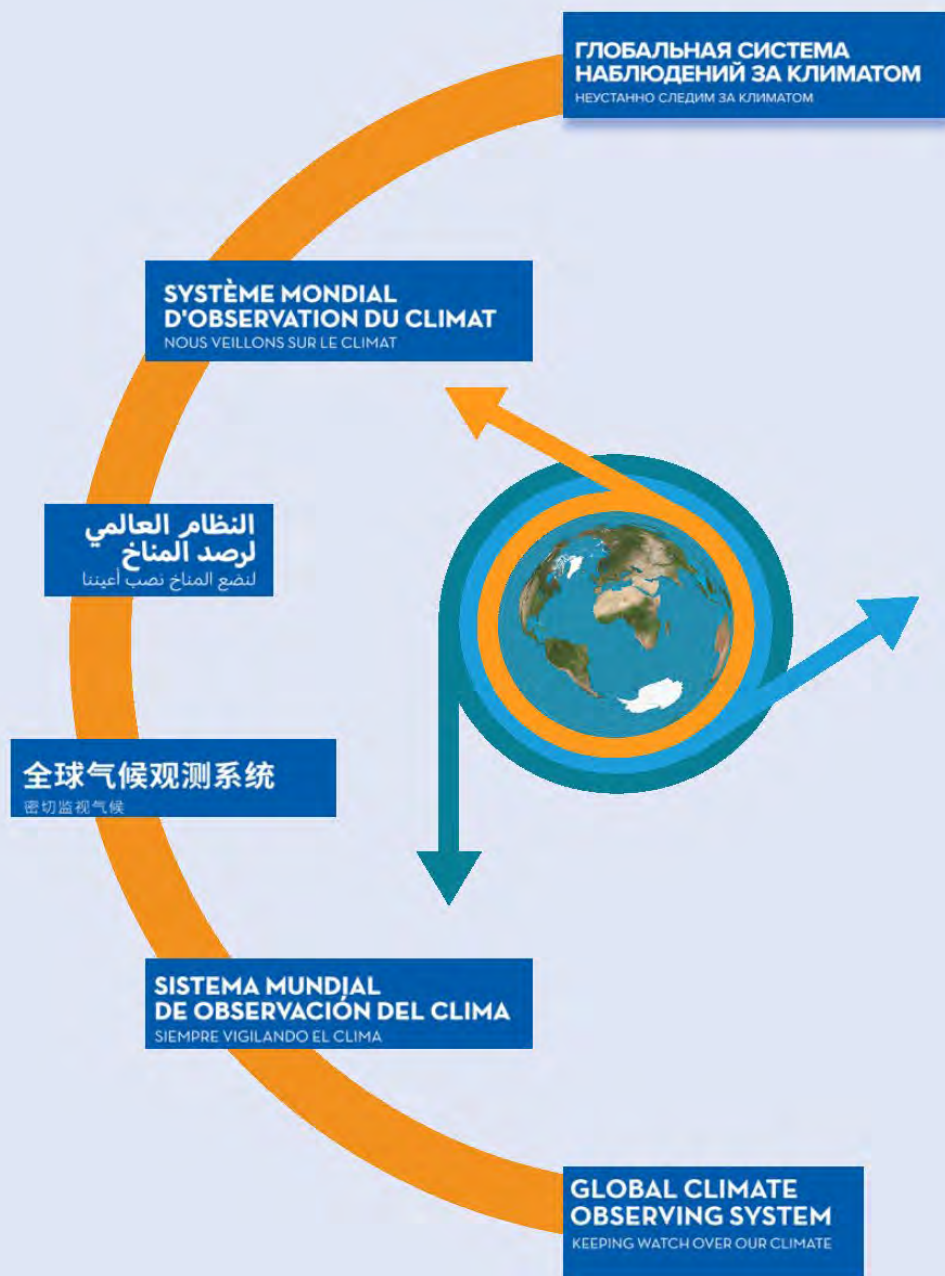 ГЛОБАЛЬНАЯ СИСТЕМА
НАБЛЮДЕНИЙ ЗА КЛИМАТОМ
НЕУСТАННО СЛЕДИМ ЗА КЛИМАТОМ
SYSTÈME MONDIAL
D'OBSERVATION DU CLIMAT
NOUS VEILLONS SUR LE CLIMAT
النظام العالمي
لرصد المناخ
لنضع المناخ نصب أعيننا
全球气候观测系统
密切监视气候
SISTEMA MUNDIAL
DE OBSERVACIÓN DEL CLIMA
SIEMPRE VIGILANDO EL CLIMA
GLOBAL CLIMATE
OBSERVING SYSTEM
KEEPING WATCH OVER OUR CLIMATE